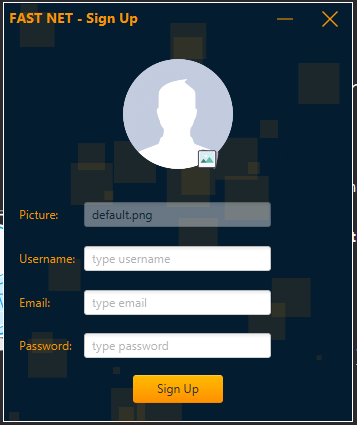 FAST NET - Sign Up
Picture: default.png
Username: type username
Email: type email
Password: type password
Sign Up